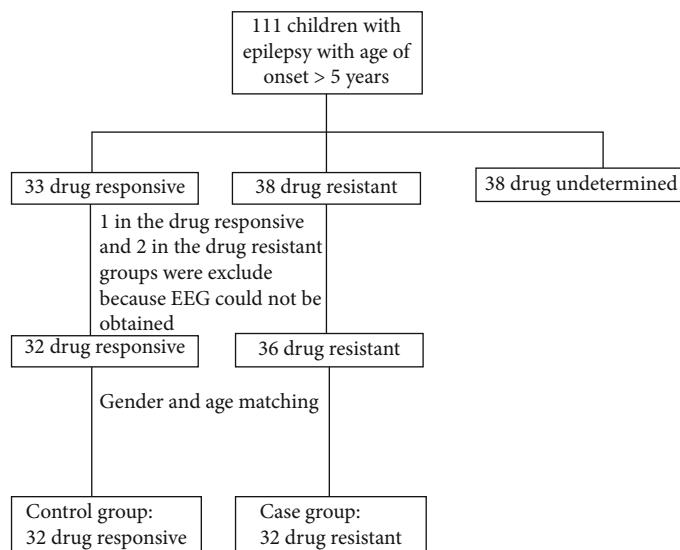 111 children with
epilepsy with age of
onset > 5 years
33 drug responsive
38 drug resistant
38 drug undetermined
1 in the drug responsive
and 2 in the drug resistant
groups were exclude
because EEG could not be
obtained
32 drug responsive
36 drug resistant
Gender and age matching
Control group:
32 drug responsive
Case group:
32 drug resistant